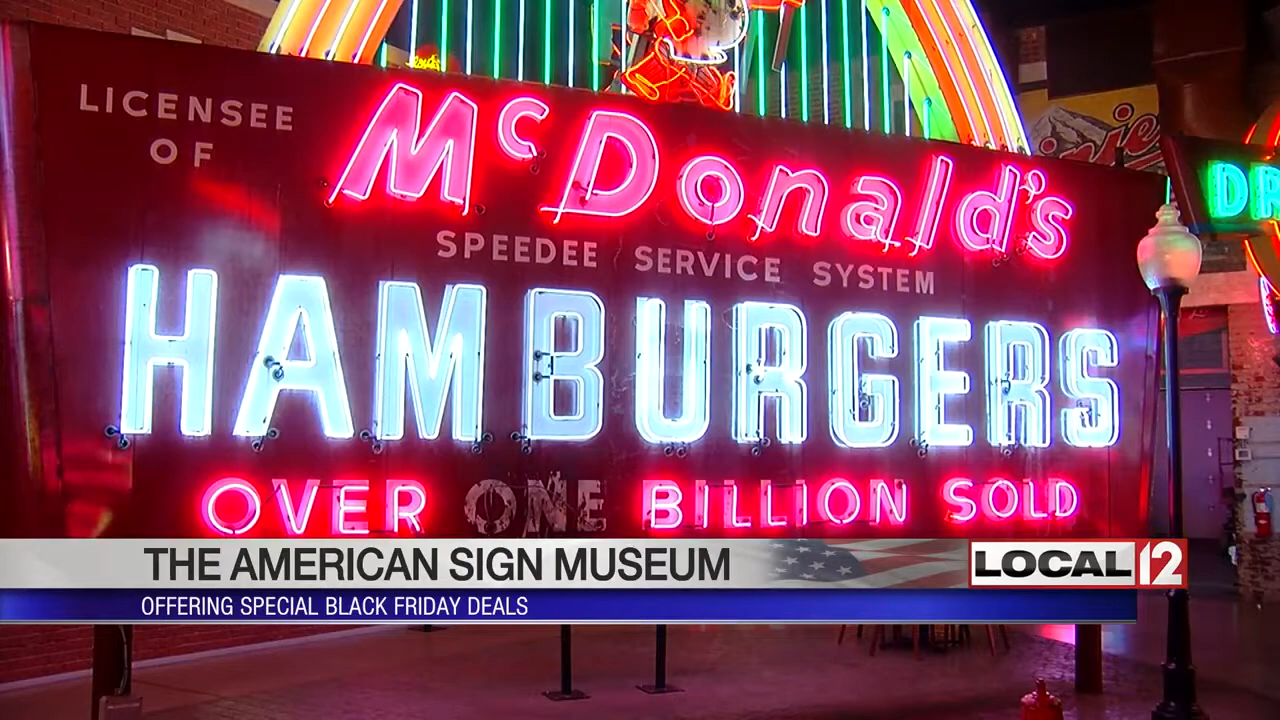 LICENSEE
OF
McDonald's
SPEEDEE SERVICE SYSTEM
HAMBURGERS
OVER ONE BILLION SOLD
DR
THE AMERICAN SIGN MUSEUM
OFFERING SPECIAL BLACK FRIDAY DEALS
LOCAL 12